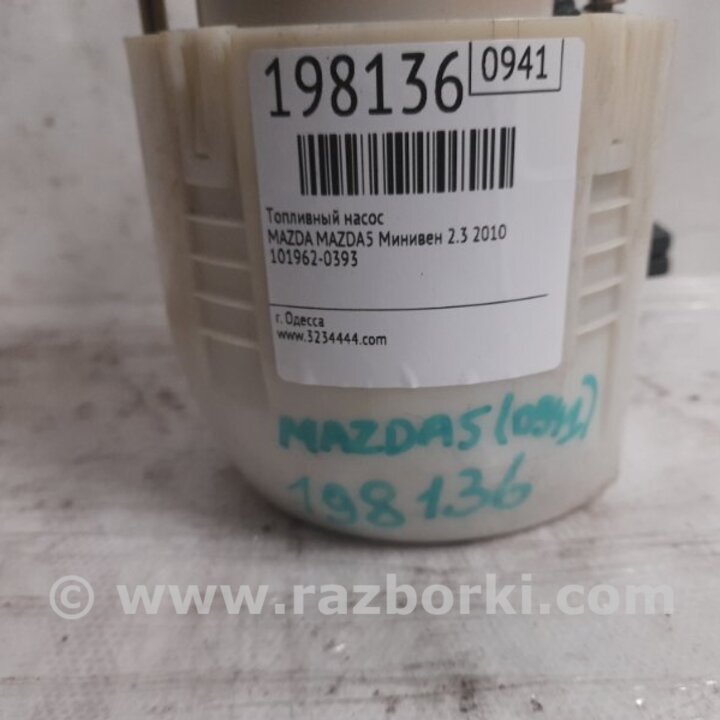 198136 0941
Топливный насос
MAZDA MAZDA5 Минивен 2.3 2010
101962-0393
г. Одесса
www.3234444.com
MAZDA5 (0941)
198136
© www.razborki.com